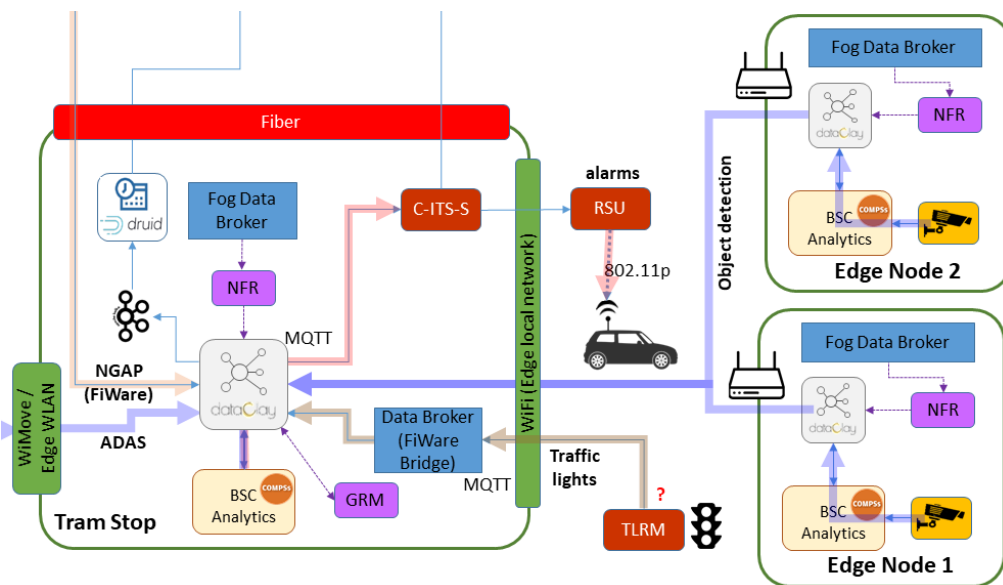 Fiber
druid
Fog Data
Broker
NFR
C-ITS-S
MQTT
NGAP
(FiWare)
dataClay
WiMove /
Edge WLAN
ADAS
Data Broker
(FiWare
Bridge)
MQTT
BSC
Analytics
COMPSs
GRM
Tram Stop
WiFi (Edge local network)
alarms
RSU
802.11p
Traffic
lights
?
TLRM
Object detection
Fog Data Broker
NFR
dataClay
BSC
Analytics
COMPSs
Edge Node 2
Fog Data Broker
NFR
dataClay
BSC
Analytics
COMPSs
Edge Node 1